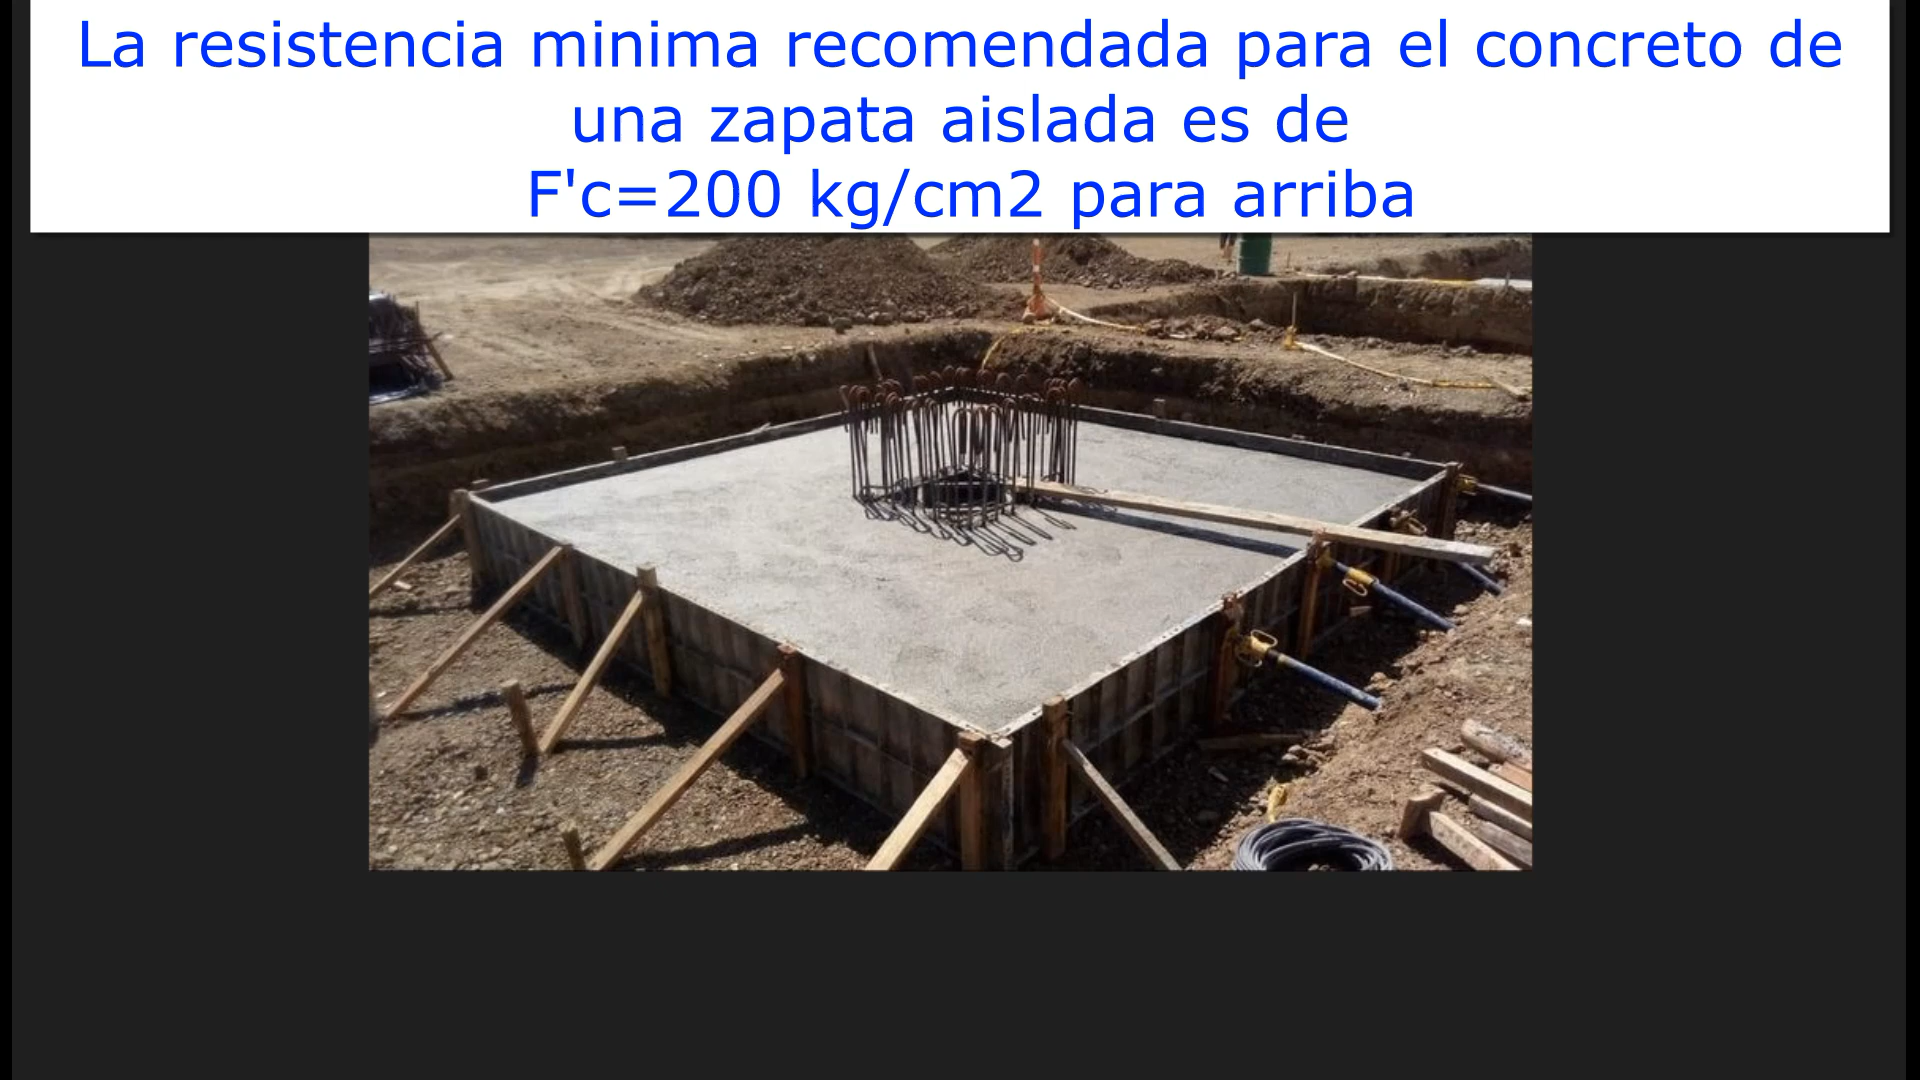 La resistencia minima recomendada para el concreto de
una zapata aislada es de
F'c=200 kg/cm2 para arriba